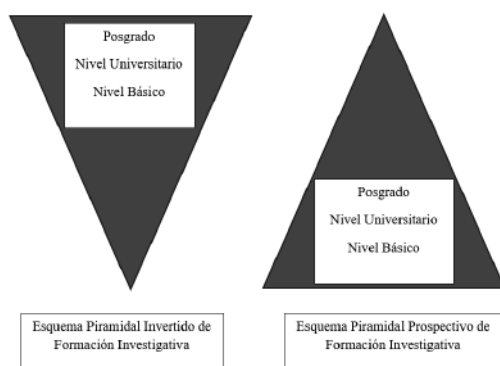 Posgrado
Nivel Universitario
Nivel Básico
Posgrado
Nivel Universitario
Nivel Básico
Esquema Piramidal Invertido de
Formación Investigativa
Esquema Piramidal Prospectivo de
Formación Investigativa